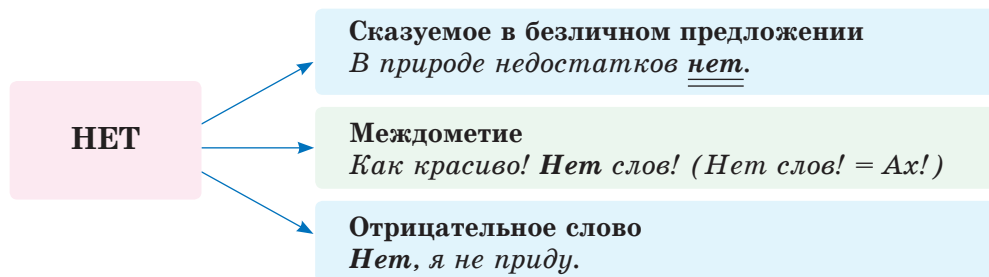 НЕТ
Сказуемое в безличном предложении
В природе недостатков нет.
Междометие
Как красиво! Нет слов! (Нет слов! = Ах!)
Отрицательное слово
Нет, я не приду.